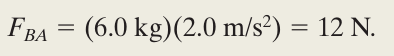 F_BA = (6.0 kg)(2.0 m/s²) = 12 N.